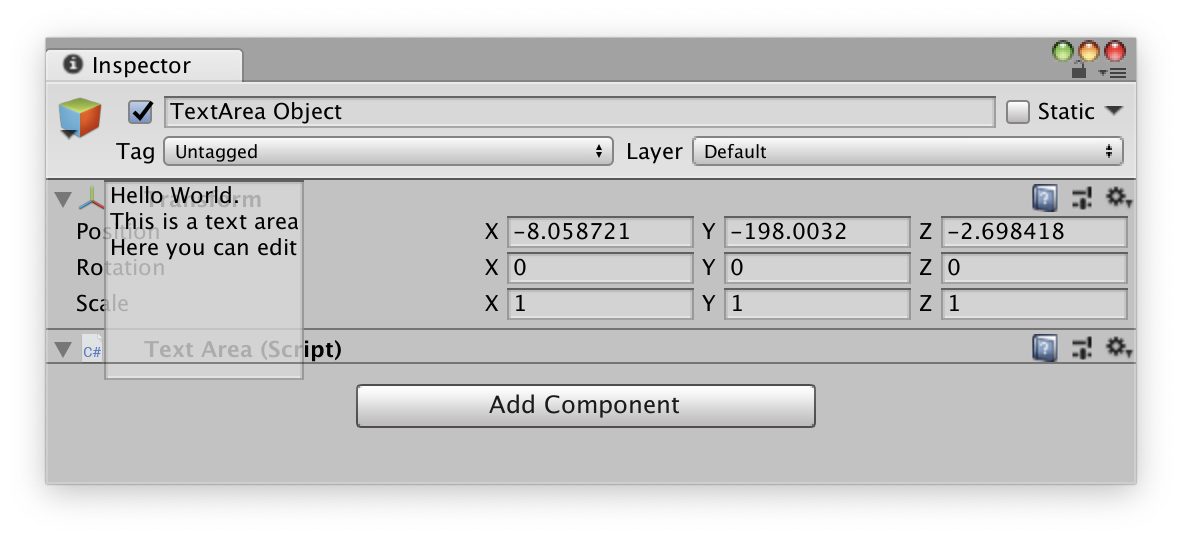 Inspector
TextArea Object
Static
Tag Untagged Layer Default
Transform
Hello World.
This is a text area
Here you can edit
Position X -8.058721 Y -198.0032 Z -2.698418
Rotation X 0 Y 0 Z 0
Scale X 1 Y 1 Z 1
C# Text Area (Script)
Add Component